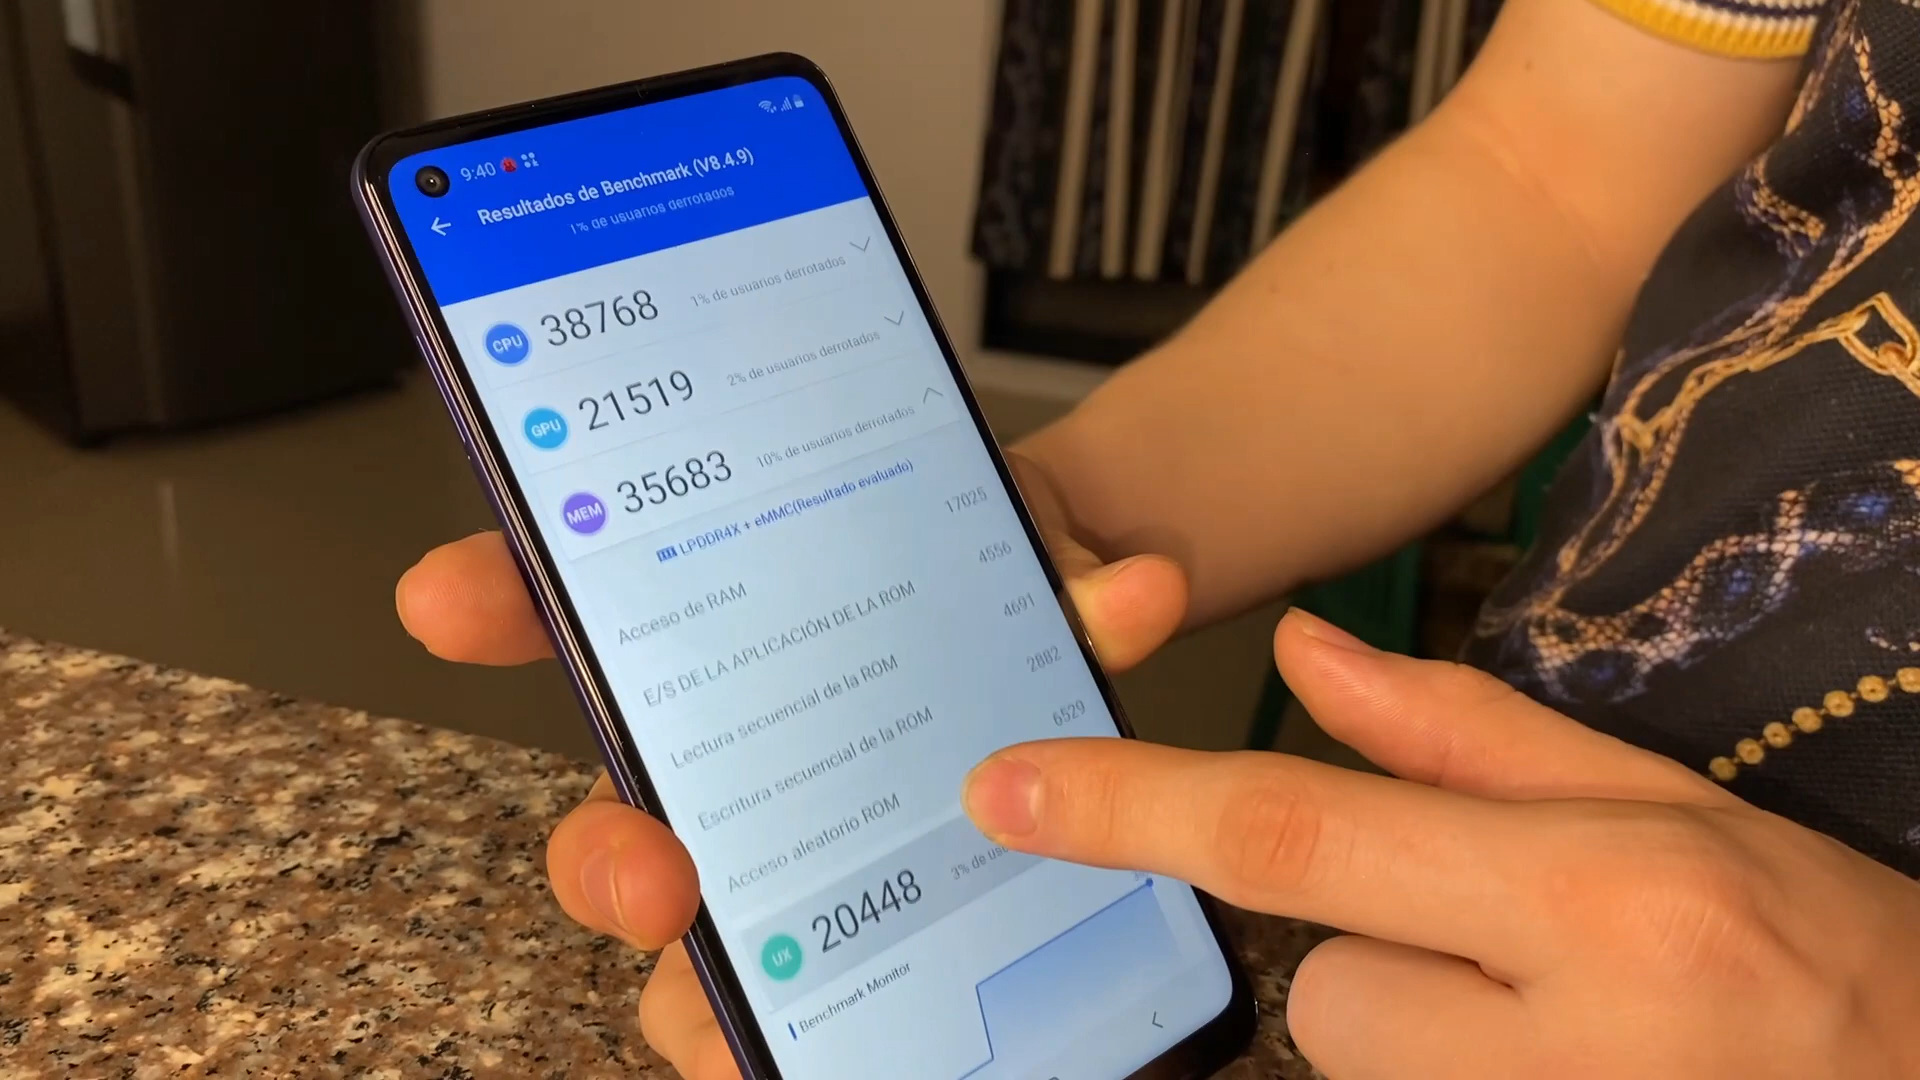 9:40
Resultados de Benchmark (V8.4.9)
1% de usuarios derrotados
CPU 38768 1% de usuarios derrotados
GPU 21519 2% de usuarios derrotados
MEM 35683 10% de usuarios derrotados
LPDDR4X + eMMC(Resultado evaluado)
Acceso de RAM 17025
E/S DE LA APLICACIÓN DE LA ROM 4556
Lectura secuencial de la ROM 4691
Escritura secuencial de la ROM 2882
Acceso aleatorio ROM 6529
UX 20448 3% de
Benchmark Monitor